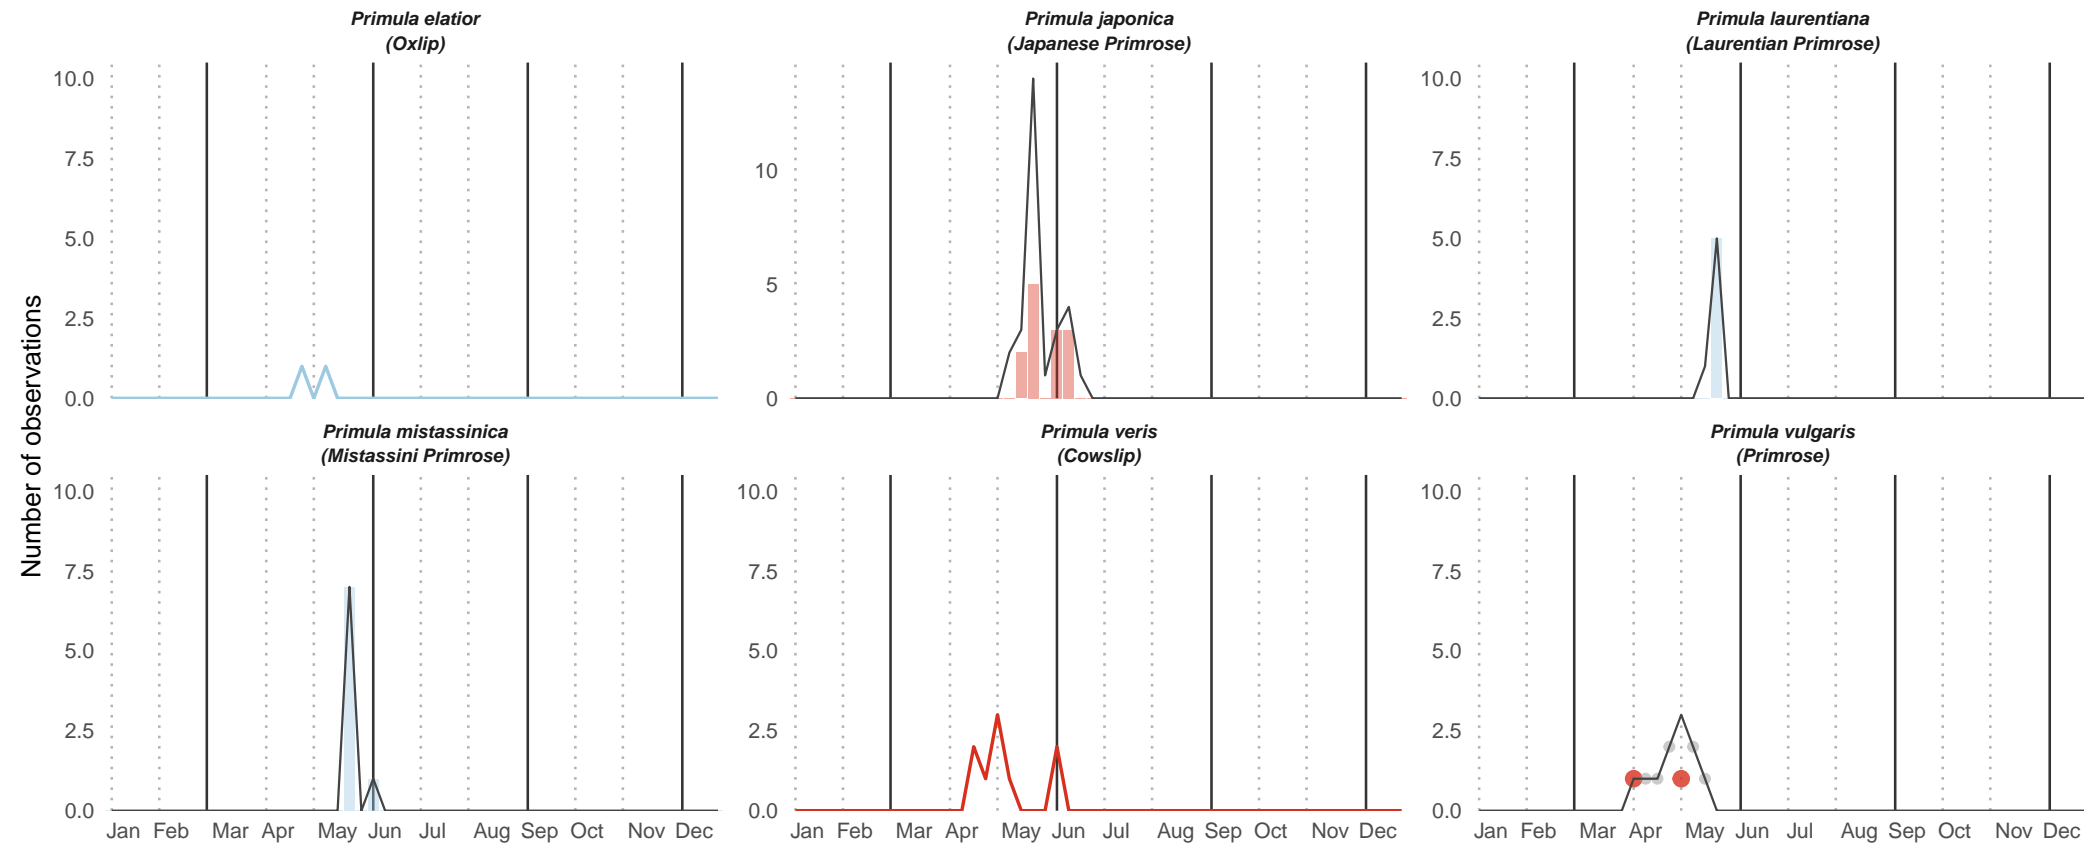 Primula elatior
(Oxlip)
Primula japonica
(Japanese Primrose)
Primula laurentiana
(Laurentian Primrose)
10.0
7.5
5.0
2.5
0.0
10
5
0
10.0
7.5
5.0
2.5
0.0
Number of observations
Primula mistassinica
(Mistassini Primrose)
Primula veris
(Cowslip)
Primula vulgaris
(Primrose)
10.0
7.5
5.0
2.5
0.0
10.0
7.5
5.0
2.5
0.0
10.0
7.5
5.0
2.5
0.0
Jan Feb Mar Apr May Jun Jul Aug Sep Oct Nov Dec
Jan Feb Mar Apr May Jun Jul Aug Sep Oct Nov Dec
Jan Feb Mar Apr May Jun Jul Aug Sep Oct Nov Dec